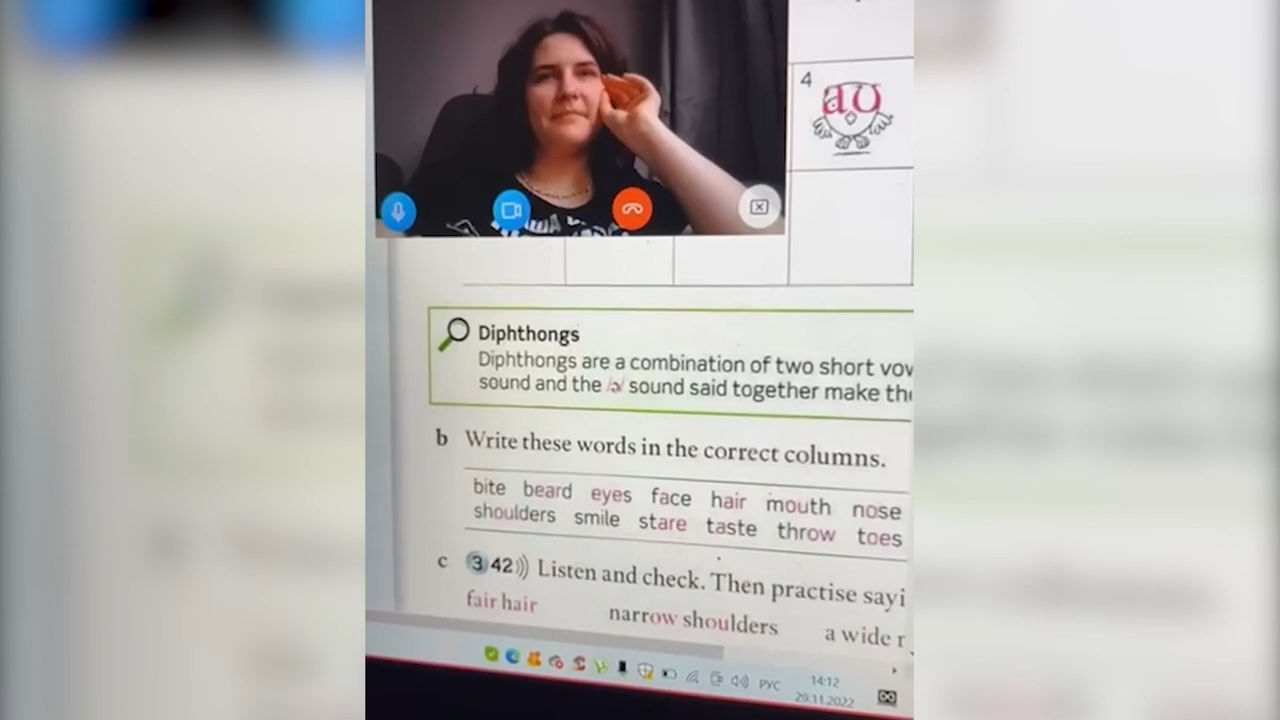 4
aʊ
Diphthongs
Diphthongs are a combination of two short vow
sound and the /ə/ sound said together make the
b Write these words in the correct columns.
bite beard eyes face hair mouth nose
shoulders smile stare taste throw toes
c 3 42 Listen and check. Then practise sayi
fair hair narrow shoulders a wide
РУС 14:12
29.11.2022